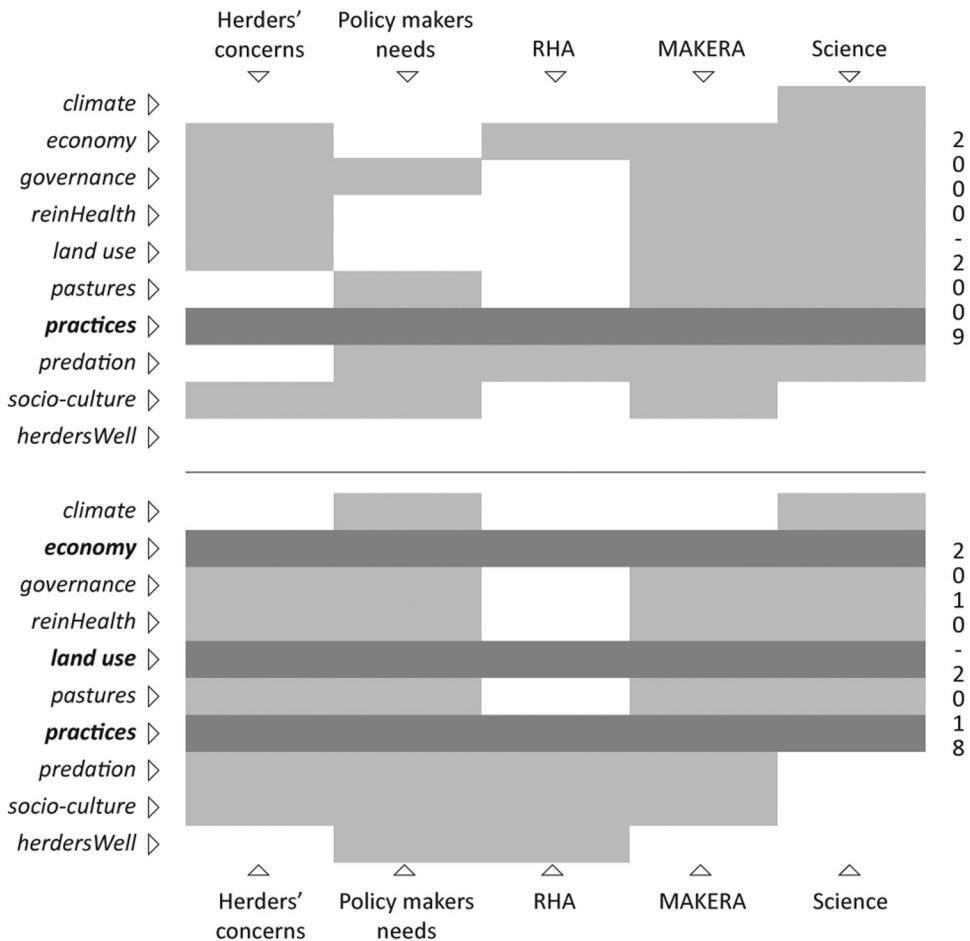 Herders' concerns
Policy makers needs
RHA
MAKERA
Science
climate
economy
governance
reinHealth
land use
pastures
practices
predation
socio-culture
herdersWell
2000-2009
climate
economy
governance
reinHealth
land use
pastures
practices
predation
socio-culture
herdersWell
2010-2018
Herders' concerns
Policy makers needs
RHA
MAKERA
Science